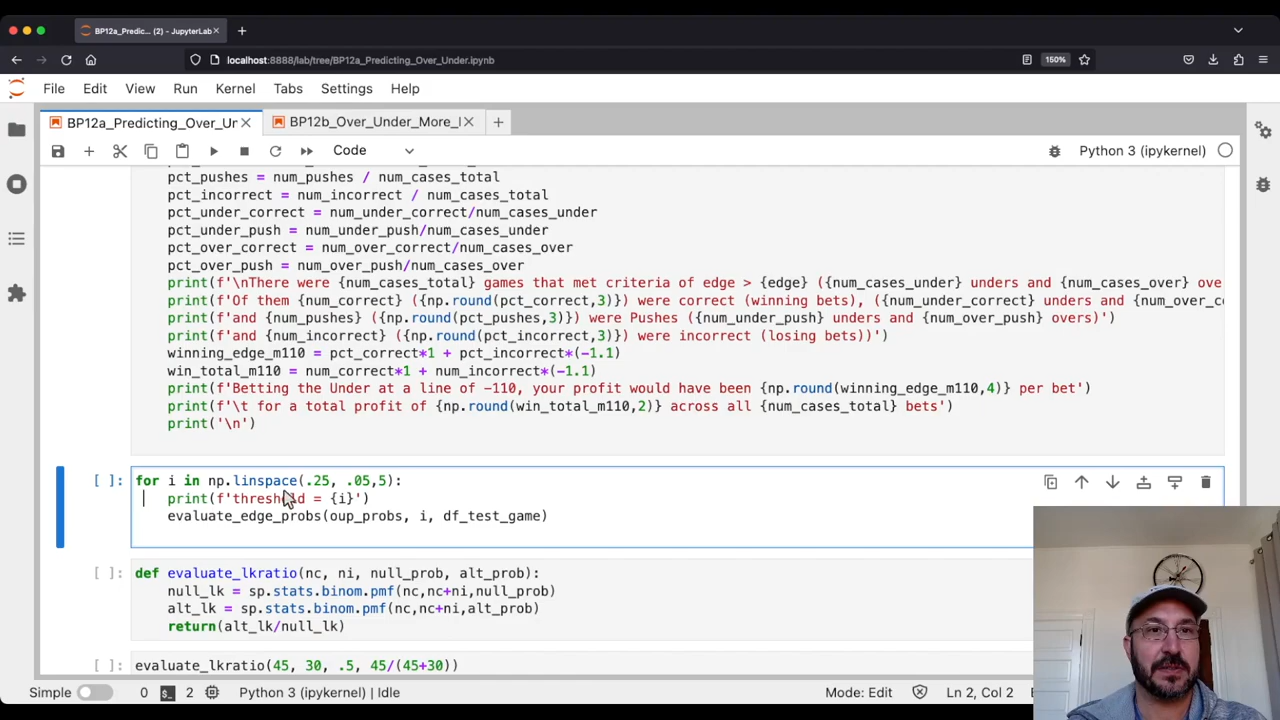 BP12a_Predic... (2) - JupyterLab
localhost:8888/lab/tree/BP12a_Predicting_Over_Under.ipynb
150%
File Edit View Run Kernel Tabs Settings Help
BP12a_Predicting_Over_Ur
BP12b_Over_Under_More_I
Code
Python 3 (ipykernel)
pct_pushes = num_pushes / num_cases_total
pct_incorrect = num_incorrect / num_cases_total
pct_under_correct = num_under_correct/num_cases_under
pct_under_push = num_under_push/num_cases_under
pct_over_correct = num_over_correct/num_cases_over
pct_over_push = num_over_push/num_cases_over
print(f'\nThere were {num_cases_total} games that met criteria of edge > {edge} ({num_cases_under} unders and {num_cases_over} ove
print(f'Of them {num_correct} ({np.round(pct_correct,3)}) were correct (winning bets), ({num_under_correct} unders and {num_over_co
print(f'and {num_pushes} ({np.round(pct_pushes,3)}) were Pushes ({num_under_push} unders and {num_over_push} overs)')
print(f'and {num_incorrect} ({np.round(pct_incorrect,3)}) were incorrect (losing bets))')
winning_edge_m110 = pct_correct*1 + pct_incorrect*(-1.1)
win_total_m110 = num_correct*1 + num_incorrect*(-1.1)
print(f'Betting the Under at a line of -110, your profit would have been {np.round(winning_edge_m110,4)} per bet')
print(f'\t for a total profit of {np.round(win_total_m110,2)} across all {num_cases_total} bets')
print('\n')
[ ]: for i in np.linspace(.25, .05,5):
print(f'threshold = {i}')
evaluate_edge_probs(oup_probs, i, df_test_game)
[ ]: def evaluate_lkratio(nc, ni, null_prob, alt_prob):
null_lk = sp.stats.binom.pmf(nc,nc+ni,null_prob)
alt_lk = sp.stats.binom.pmf(nc,nc+ni,alt_prob)
return(alt_lk/null_lk)
[ ]: evaluate_lkratio(45, 30, .5, 45/(45+30))
Simple 0 2 Python 3 (ipykernel) | Idle Mode: Edit Ln 2, Col 2